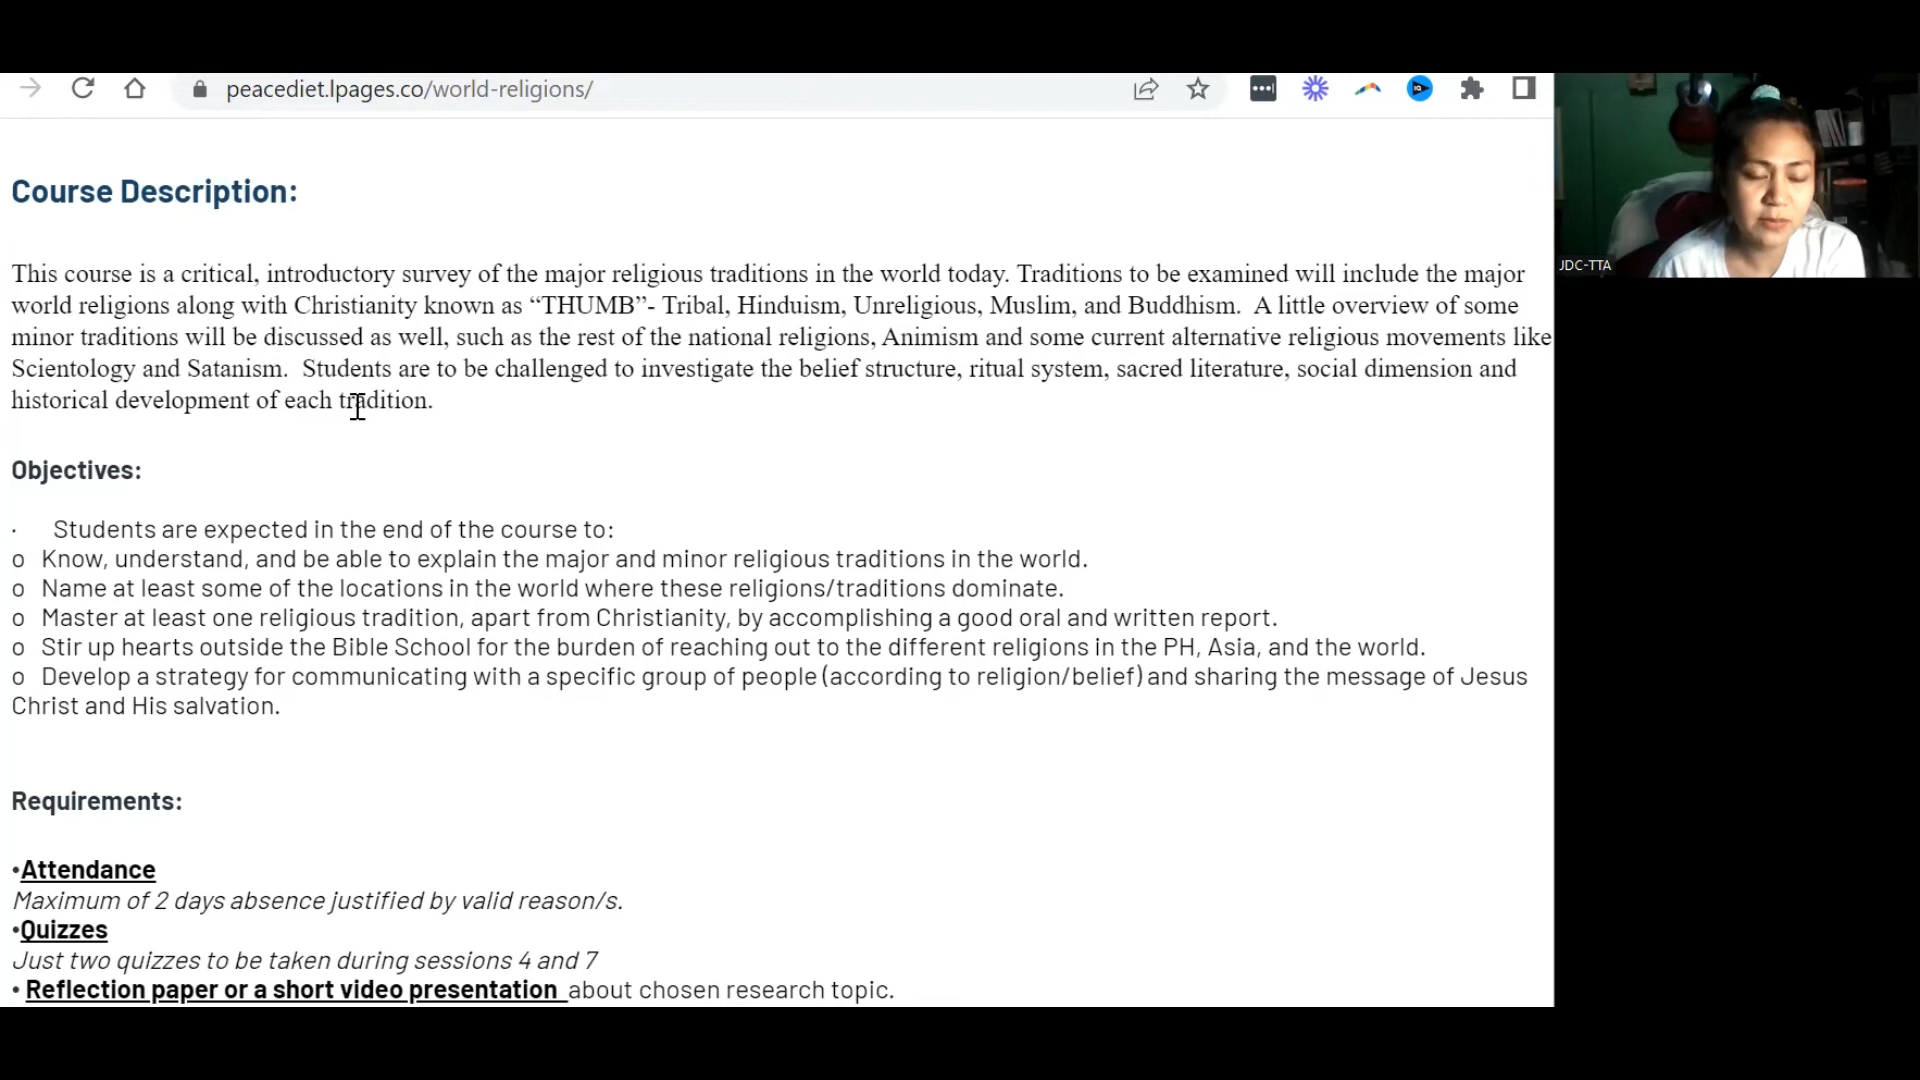 peacediet.lpages.co/world-religions/
Course Description:
This course is a critical, introductory survey of the major religious traditions in the world today. Traditions to be examined will include the major
world religions along with Christianity known as “THUMB”- Tribal, Hinduism, Unreligious, Muslim, and Buddhism.  A little overview of some
minor traditions will be discussed as well, such as the rest of the national religions, Animism and some current alternative religious movements like
Scientology and Satanism.  Students are to be challenged to investigate the belief structure, ritual system, sacred literature, social dimension and
historical development of each tradition.
Objectives:
· Students are expected in the end of the course to:
o Know, understand, and be able to explain the major and minor religious traditions in the world.
o Name at least some of the locations in the world where these religions/traditions dominate.
o Master at least one religious tradition, apart from Christianity, by accomplishing a good oral and written report.
o Stir up hearts outside the Bible School for the burden of reaching out to the different religions in the PH, Asia, and the world.
o Develop a strategy for communicating with a specific group of people (according to religion/belief) and sharing the message of Jesus
Christ and His salvation.
Requirements:
•Attendance
Maximum of 2 days absence justified by valid reason/s.
•Quizzes
Just two quizzes to be taken during sessions 4 and 7
• Reflection paper or a short video presentation about chosen research topic.
JDC-TTA